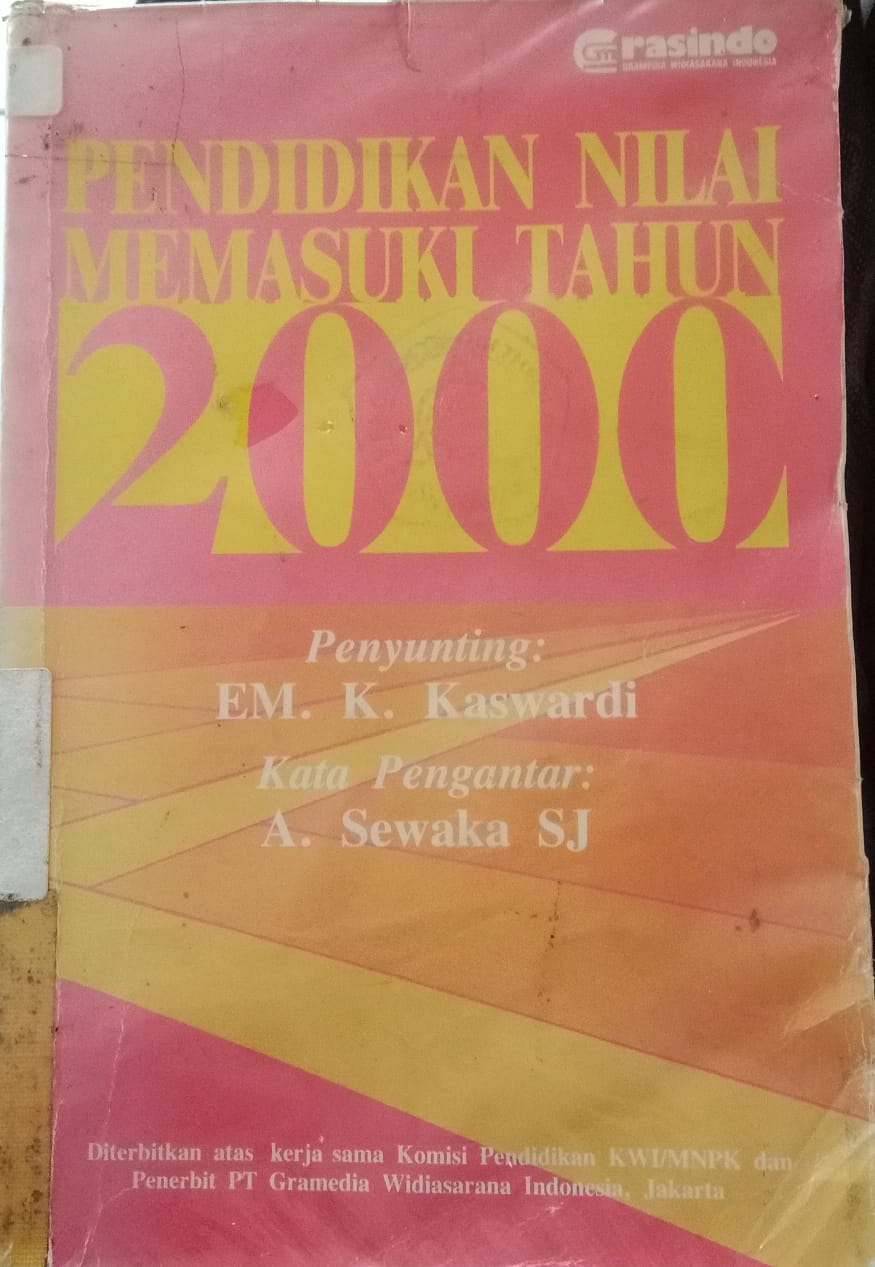 Grasindo
GRAMEDIA WIDIASARANA INDONESIA
PENDIDIKAN NILAI
MEMASUKI TAHUN
2000
Penyunting:
EM. K. Kaswardi
Kata Pengantar:
A. Sewaka SJ
Diterbitkan atas kerja sama Komisi Pendidikan KWI/MNPK dan
Penerbit PT Gramedia Widiasarana Indonesia, Jakarta